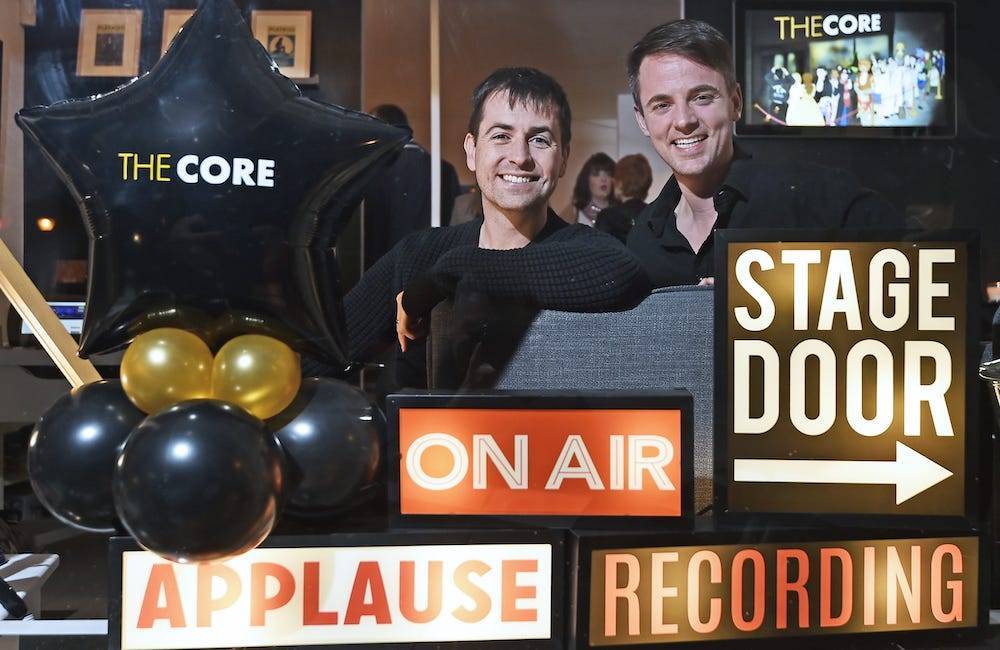 THE CORE
THE CORE
STAGE
DOOR
ON AIR
APPLAUSE
RECORDING